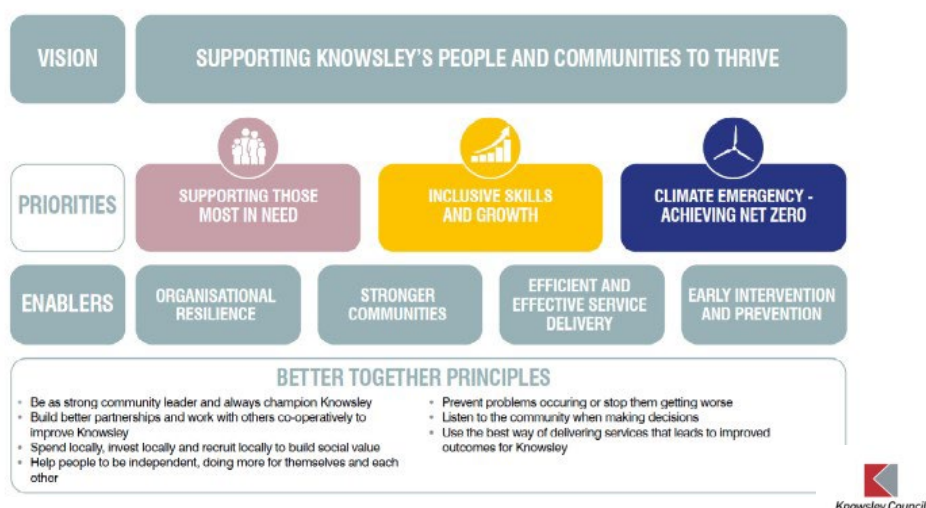 VISION
SUPPORTING KNOWSLEY'S PEOPLE AND COMMUNITIES TO THRIVE
PRIORITIES
SUPPORTING THOSE
MOST IN NEED
INCLUSIVE SKILLS
AND GROWTH
CLIMATE EMERGENCY -
ACHIEVING NET ZERO
ENABLERS
ORGANISATIONAL
RESILIENCE
STRONGER
COMMUNITIES
EFFICIENT AND
EFFECTIVE SERVICE
DELIVERY
EARLY INTERVENTION
AND PREVENTION
BETTER TOGETHER PRINCIPLES
• Be as strong community leader and always champion Knowsley
• Build better partnerships and work with others co-operatively to
improve Knowsley
• Spend locally, invest locally and recruit locally to build social value
• Help people to be independent, doing more for themselves and each
other
• Prevent problems occuring or stop them getting worse
• Listen to the community when making decisions
• Use the best way of delivering services that leads to improved
outcomes for Knowsley
Knowsley Council